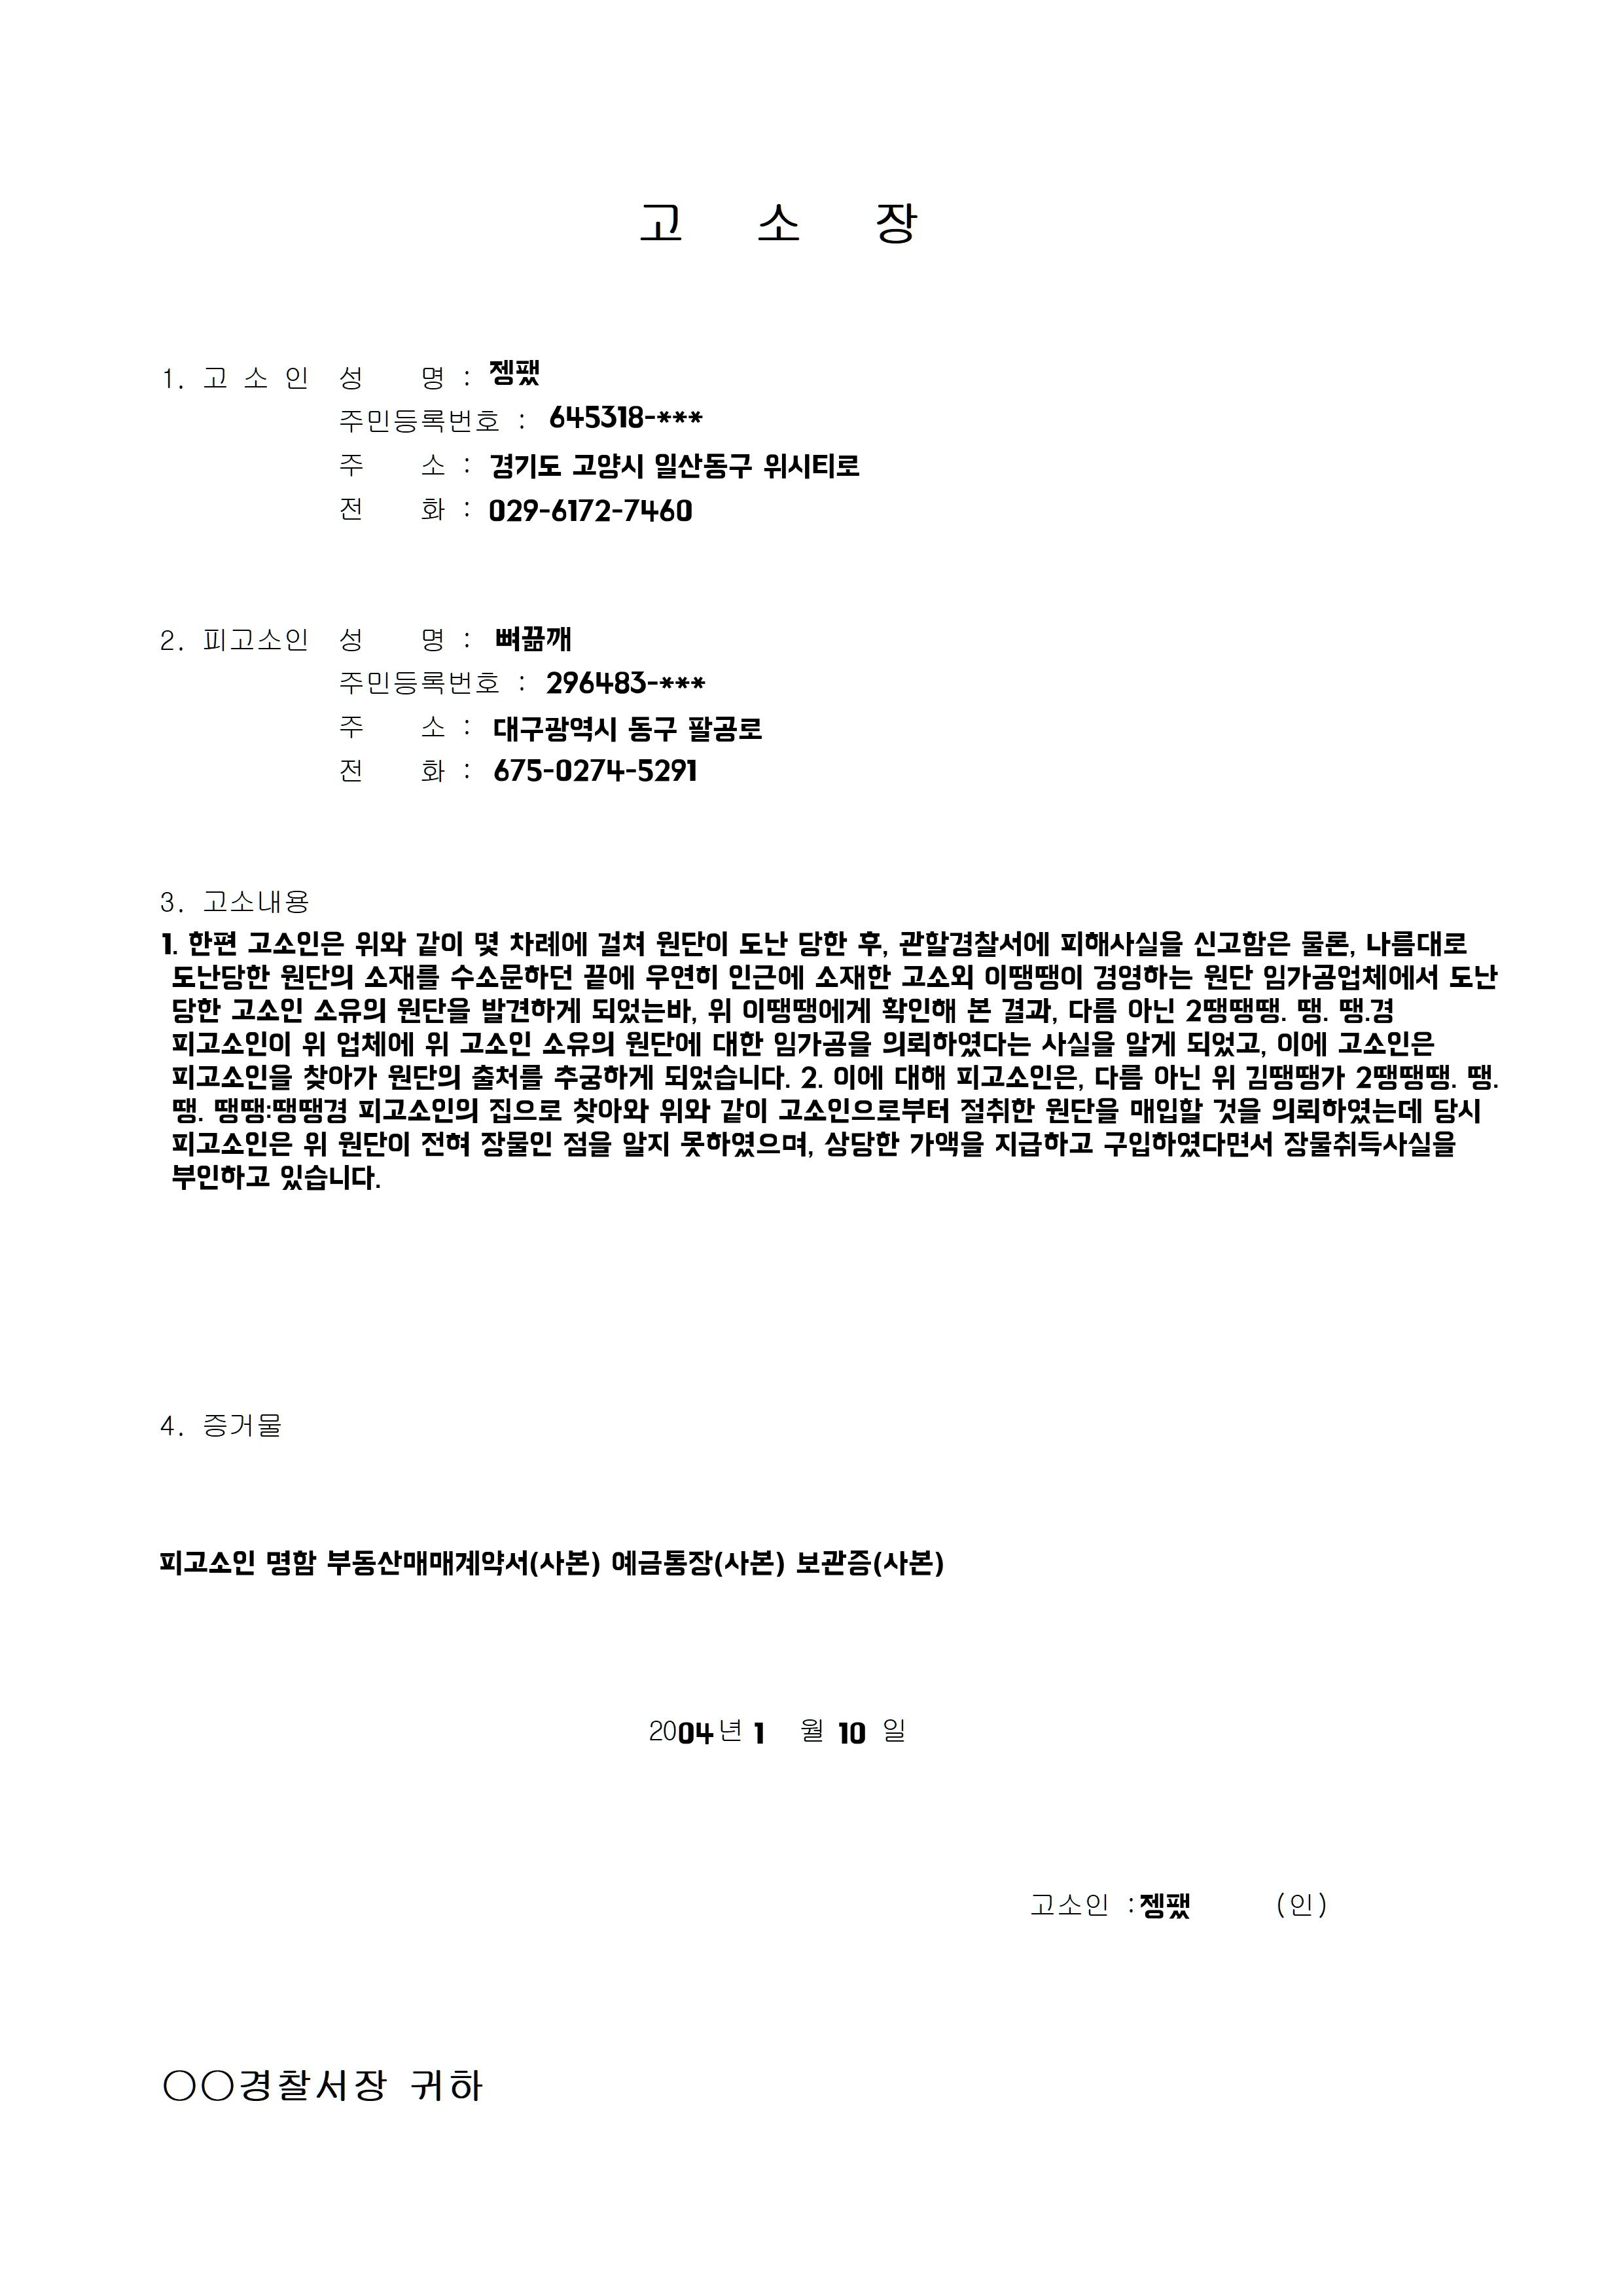 고 소 장
1. 고 소 인 성 명 : 젱퍴
주민등록번호 : 645318-***
주 소 : 경기도 고양시 일산동구 위시티로
전 화 : 029-6172-7460
2. 피고소인 성 명 : 뼈끎깨
주민등록번호 : 296483-***
주 소 : 대구광역시 동구 팔공로
전 화 : 675-0274-5291
3. 고소내용
1. 한편 고소인은 위와 같이 몇 차례에 걸쳐 원단이 도난 당한 후, 관할경찰서에 피해사실을 신고함은 물론, 나름대로
도난당한 원단의 소재를 수소문하던 끝에 우연히 인근에 소재한 고소외 이땡땡이 경영하는 원단 임가공업체에서 도난
당한 고소인 소유의 원단을 발견하게 되었는바, 위 이땡땡에게 확인해 본 결과, 다름 아닌 2땡땡땡. 땡. 땡.경
피고소인이 위 업체에 위 고소인 소유의 원단에 대한 임가공을 의뢰하였다는 사실을 알게 되었고, 이에 고소인은
피고소인을 찾아가 원단의 출처를 추궁하게 되었습니다. 2. 이에 대해 피고소인은, 다름 아닌 위 김땡땡가 2땡땡땡. 땡.
땡. 땡땡:땡땡경 피고소인의 집으로 찾아와 위와 같이 고소인으로부터 절취한 원단을 매입할 것을 의뢰하였는데 당시
피고소인은 위 원단이 전혀 장물인 점을 알지 못하였으며, 상당한 가액을 지급하고 구입하였다면서 장물취득사실을
부인하고 있습니다.
4. 증거물
피고소인 명함 부동산매매계약서(사본) 예금통장(사본) 보관증(사본)
2004년 1 월 10 일
고소인 :젱퍴 (인)
○○경찰서장 귀하